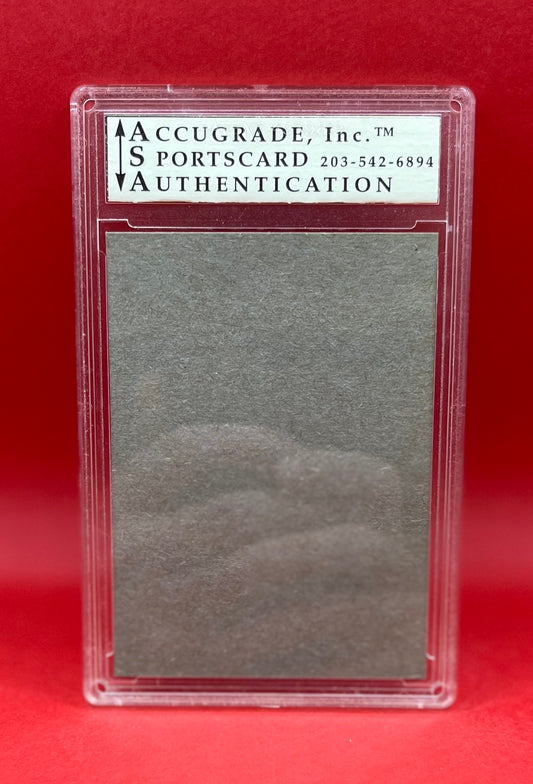 ACCUGRADE, Inc.™
SPORTSCARD 203-542-6894
AUTHENTICATION